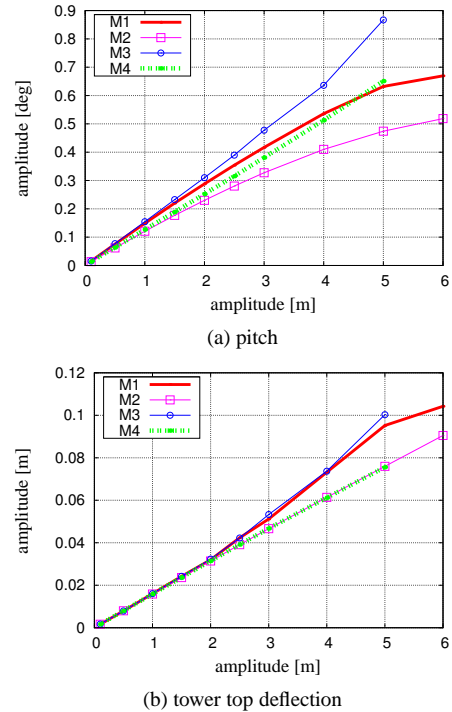 0.9
0.8
0.7
0.6
0.5
0.4
0.3
0.2
0.1
0
M1
M2
M3
M4
amplitude [deg]
0 1 2 3 4 5 6
amplitude [m]
(a) pitch
0.12
0.1
0.08
0.06
0.04
0.02
0
M1
M2
M3
M4
amplitude [m]
0 1 2 3 4 5 6
amplitude [m]
(b) tower top deflection